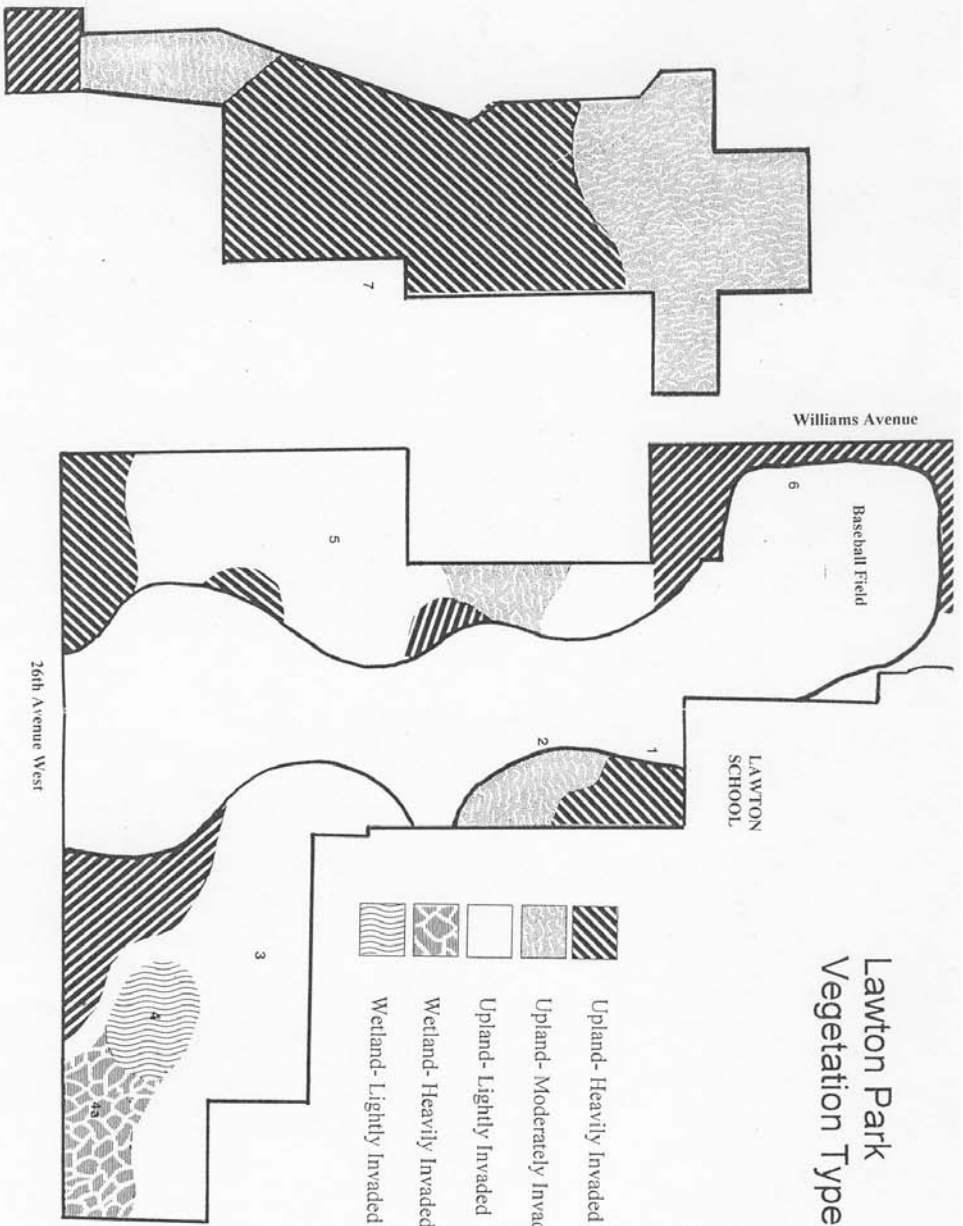 Lawton Park
Vegetation Type
Upland- Heavily Invaded
Upland- Moderately
Upland- Lightly Invaded
Wetland- Heavily Invaded
Wetland- Lightly Invaded
LAWTON
SCHOOL
Baseball Field
6
1
2
3
4
4a
5
7
Williams Avenue
26th Avenue West